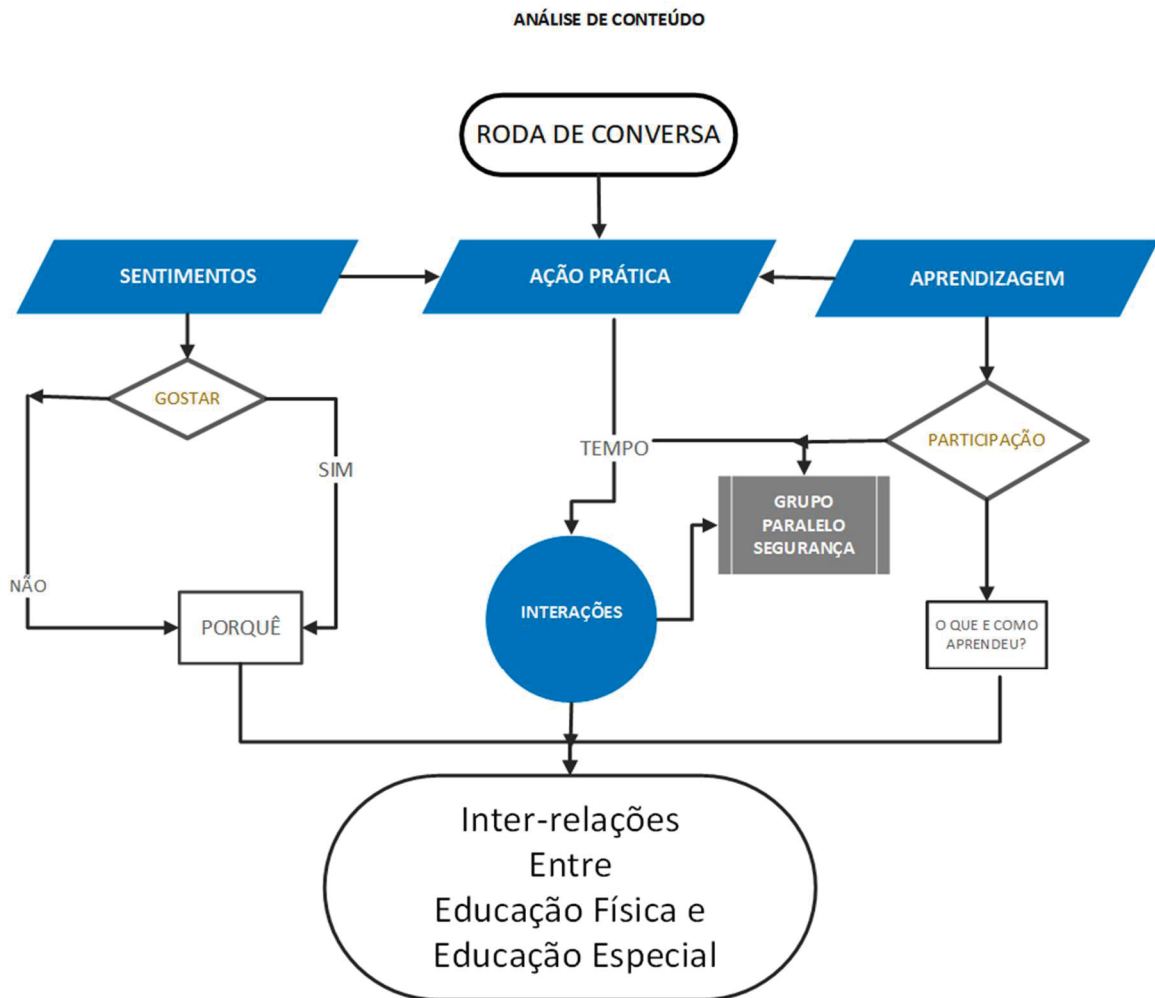 ANÁLISE DE CONTEÚDO
RODA DE CONVERSA
SENTIMENTOS
AÇÃO PRÁTICA
APRENDIZAGEM
GOSTAR
PARTICIPAÇÃO
TEMPO
SIM
GRUPO
PARALELO
SEGURANÇA
NÃO
PORQUÊ
INTERAÇÕES
O QUE E COMO
APRENDEU?
Inter-relações
Entre
Educação Física e
Educação Especial